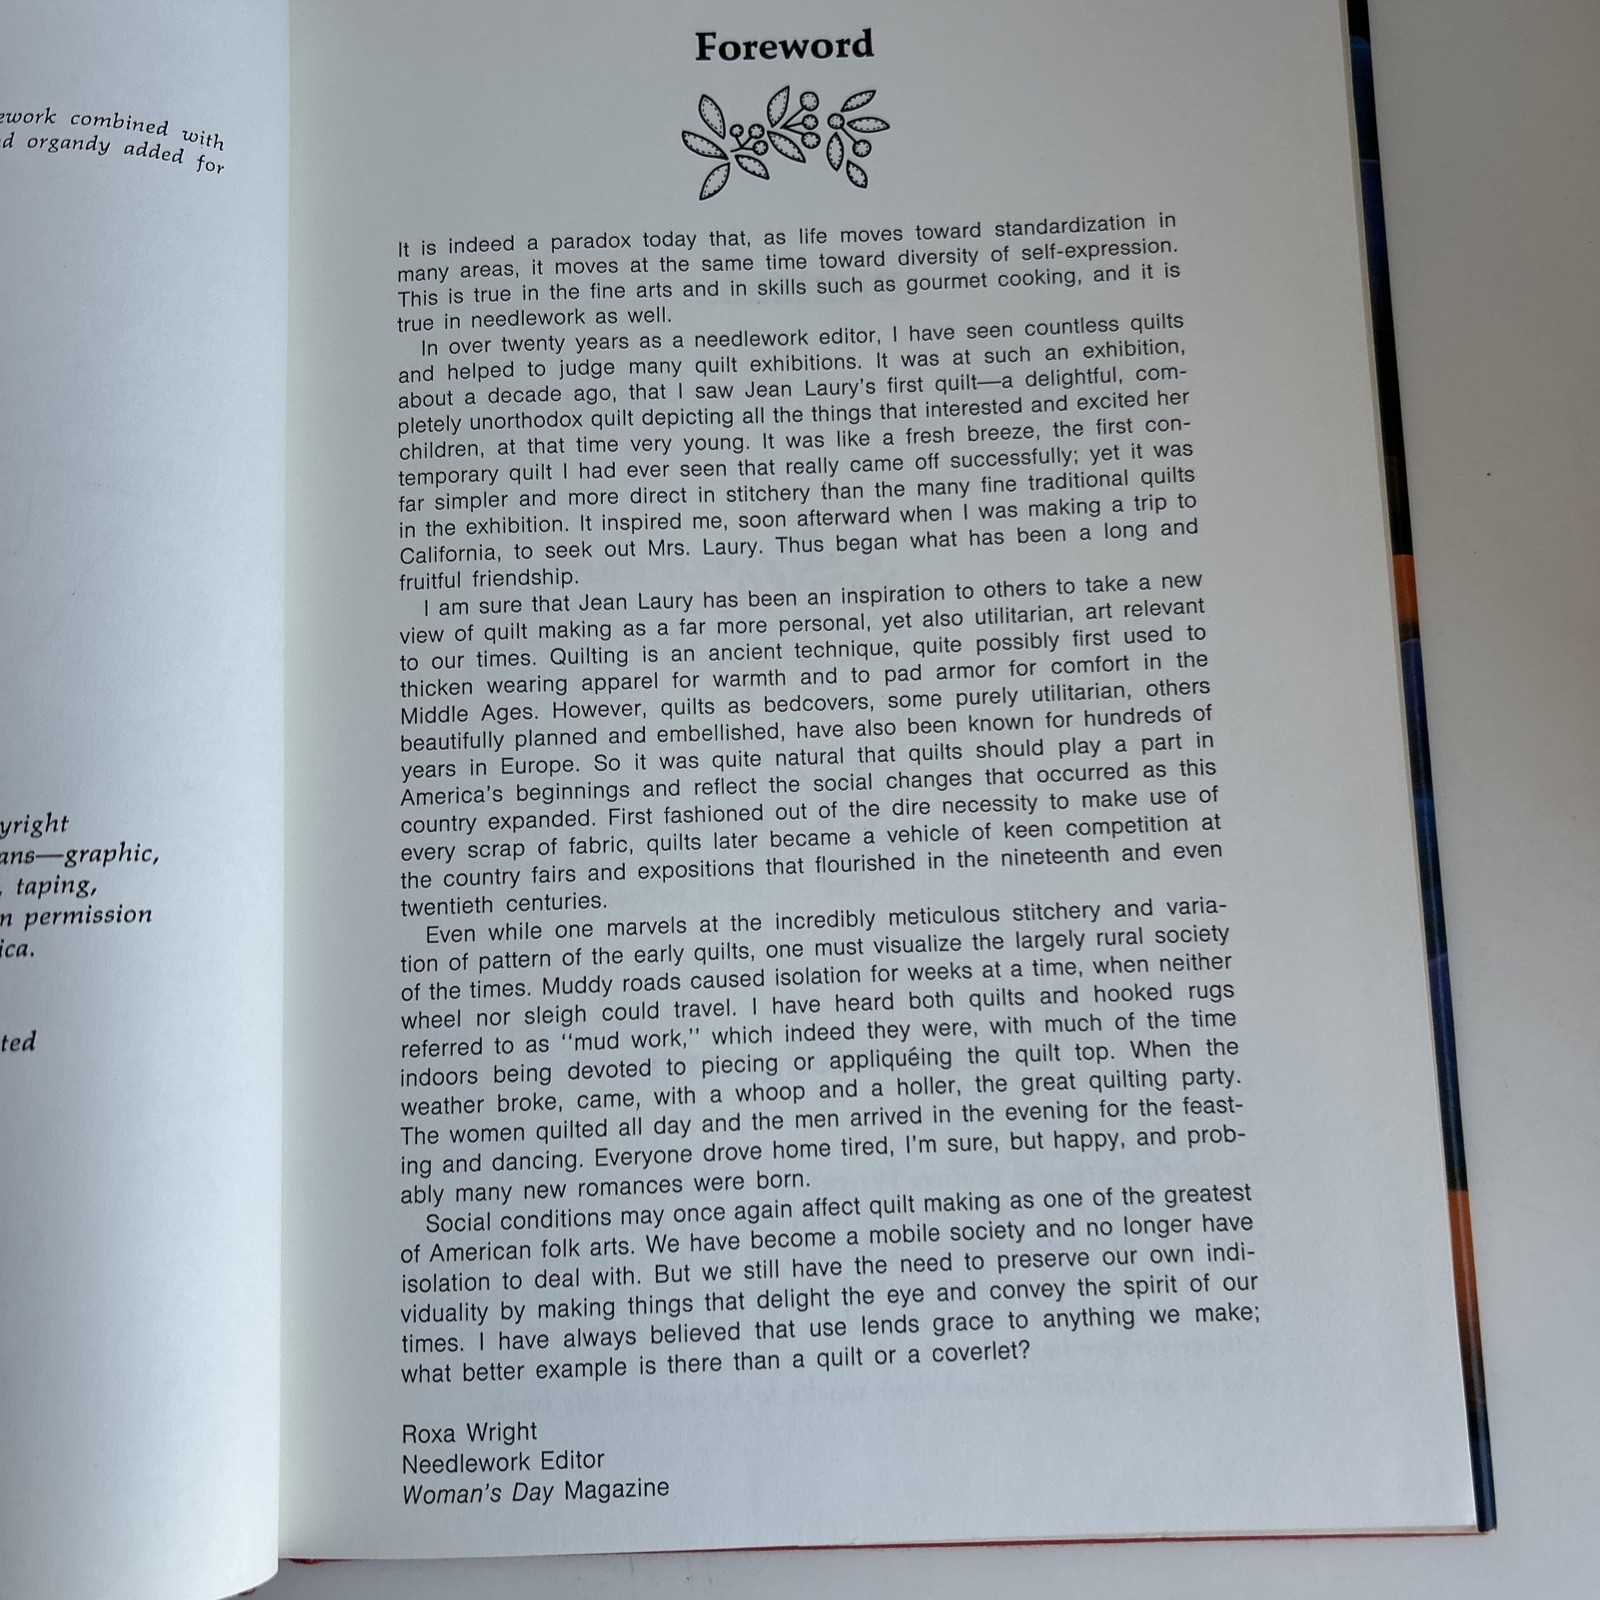 ework combined with
d organdy added for
yright
ans—graphic,
, taping,
n permission
ica.
ted
Foreword
It is indeed a paradox today that, as life moves toward standardization in
many areas, it moves at the same time toward diversity of self-expression.
This is true in the fine arts and in skills such as gourmet cooking, and it is
true in needlework as well.
In over twenty years as a needlework editor, I have seen countless quilts
and helped to judge many quilt exhibitions. It was at such an exhibition,
about a decade ago, that I saw Jean Laury's first quilt—a delightful, com-
pletely unorthodox quilt depicting all the things that interested and excited her
children, at that time very young. It was like a fresh breeze, the first con-
temporary quilt I had ever seen that really came off successfully; yet it was
far simpler and more direct in stitchery than the many fine traditional quilts
in the exhibition. It inspired me, soon afterward when I was making a trip to
California, to seek out Mrs. Laury. Thus began what has been a long and
fruitful friendship.
I am sure that Jean Laury has been an inspiration to others to take a new
view of quilt making as a far more personal, yet also utilitarian, art relevant
to our times. Quilting is an ancient technique, quite possibly first used to
thicken wearing apparel for warmth and to pad armor for comfort in the
Middle Ages. However, quilts as bedcovers, some purely utilitarian, others
beautifully planned and embellished, have also been known for hundreds of
years in Europe. So it was quite natural that quilts should play a part in
America's beginnings and reflect the social changes that occurred as this
country expanded. First fashioned out of the dire necessity to make use of
every scrap of fabric, quilts later became a vehicle of keen competition at
the country fairs and expositions that flourished in the nineteenth and even
twentieth centuries.
Even while one marvels at the incredibly meticulous stitchery and varia-
tion of pattern of the early quilts, one must visualize the largely rural society
of the times. Muddy roads caused isolation for weeks at a time, when neither
wheel nor sleigh could travel. I have heard both quilts and hooked rugs
referred to as "mud work," which indeed they were, with much of the time
indoors being devoted to piecing or appliquéing the quilt top. When the
weather broke, came, with a whoop and a holler, the great quilting party.
The women quilted all day and the men arrived in the evening for the feast-
ing and dancing. Everyone drove home tired, I'm sure, but happy, and prob-
ably many new romances were born.
Social conditions may once again affect quilt making as one of the greatest
of American folk arts. We have become a mobile society and no longer have
isolation to deal with. But we still have the need to preserve our own indi-
viduality by making things that delight the eye and convey the spirit of our
times. I have always believed that use lends grace to anything we make;
what better example is there than a quilt or a coverlet?
Roxa Wright
Needlework Editor
Woman's Day Magazine